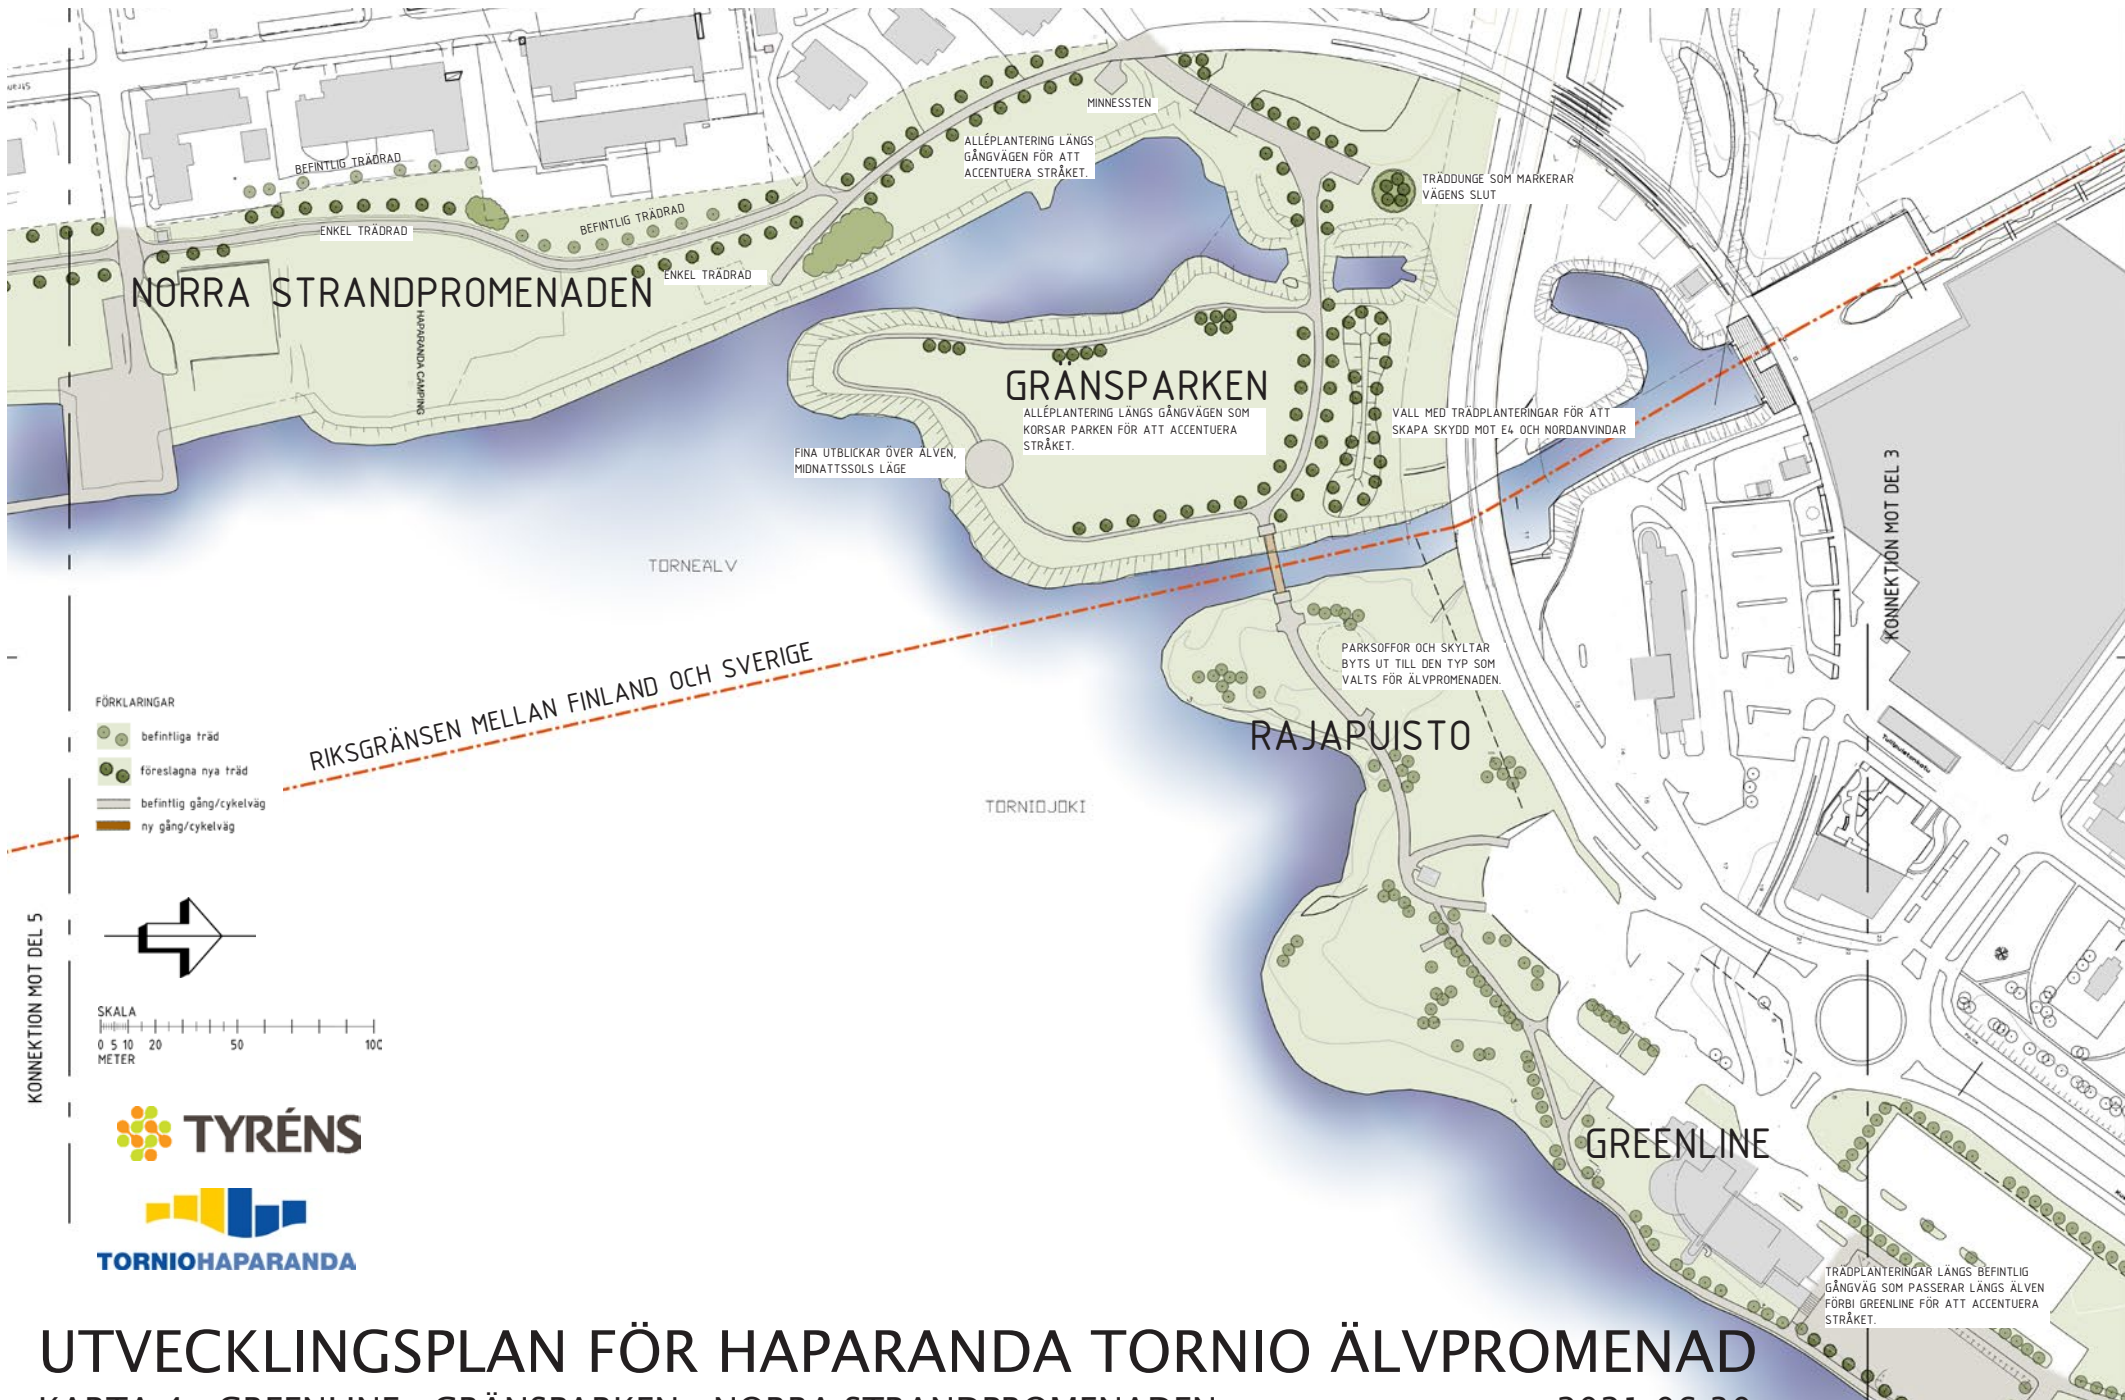 MINNESSTEN
ALLÉPLANTERING LÄNGS
GÅNGVÄGEN FÖR ATT
ACCENTUERA STRÅKET.
BEFINTLIG TRÄDRAD
TRÄDDUNGE SOM MARKERAR
VÄGENS SLUT
BEFINTLIG TRÄDRAD
ENKEL TRÄDRAD
ENKEL TRÄDRAD
NORRA STRANDPROMENADEN
HAPARANDA CAMPING
GRÄNSPARKEN
ALLÉPLANTERING LÄNGS GÅNGVÄGEN SOM
KORSAR PARKEN FÖR ATT ACCENTUERA
STRÅKET.
VALL MED TRÄDPLANTERINGAR FÖR ATT
SKAPA SKYDD MOT E4 OCH NORDANVINDAR
FINA UTBLICKAR ÖVER ÄLVEN,
MIDNATTSSOLS LÄGE
KONNEKTION MOT DEL 3
TORNEÄLV
RIKSGRÄNSEN MELLAN FINLAND OCH SVERIGE
PARKSOFFOR OCH SKYLTAR
BYTS UT TILL DEN TYP SOM
VALTS FÖR ÄLVPROMENADEN.
RAJAPUISTO
TORNIOJOKI
FÖRKLARINGAR
befintliga träd
föreslagna nya träd
befintlig gång/cykelväg
ny gång/cykelväg
KONNEKTION MOT DEL 5
SKALA
0 5 10 20 50 100
METER
TYRÉNS
TORNIOHAPARANDA
GREENLINE
TRÄDPLANTERINGAR LÄNGS BEFINTLIG
GÅNGVÄG SOM PASSERAR LÄNGS ÄLVEN
FÖRBI GREENLINE FÖR ATT ACCENTUERA
STRÅKET.
UTVECKLINGSPLAN FÖR HAPARANDA TORNIO ÄLVPROMENAD